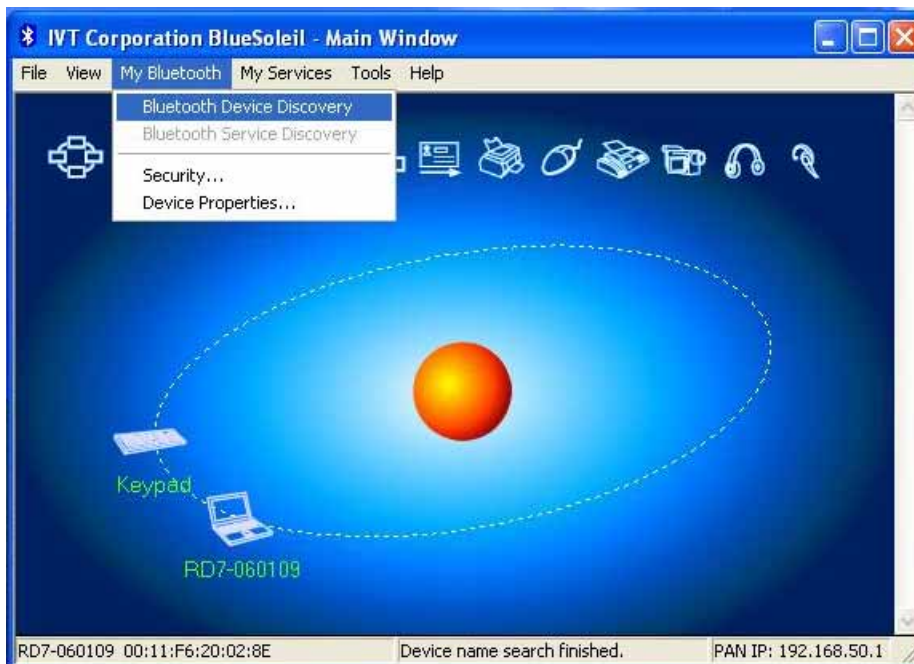 IVT Corporation BlueSoleil - Main Window
File View My Bluetooth My Services Tools Help
Bluetooth Device Discovery
Bluetooth Service Discovery
Security...
Device Properties...
Keypad
RD7-060109
RD7-060109 00:11:F6:20:02:8E Device name search finished. PAN IP: 192.168.50.1